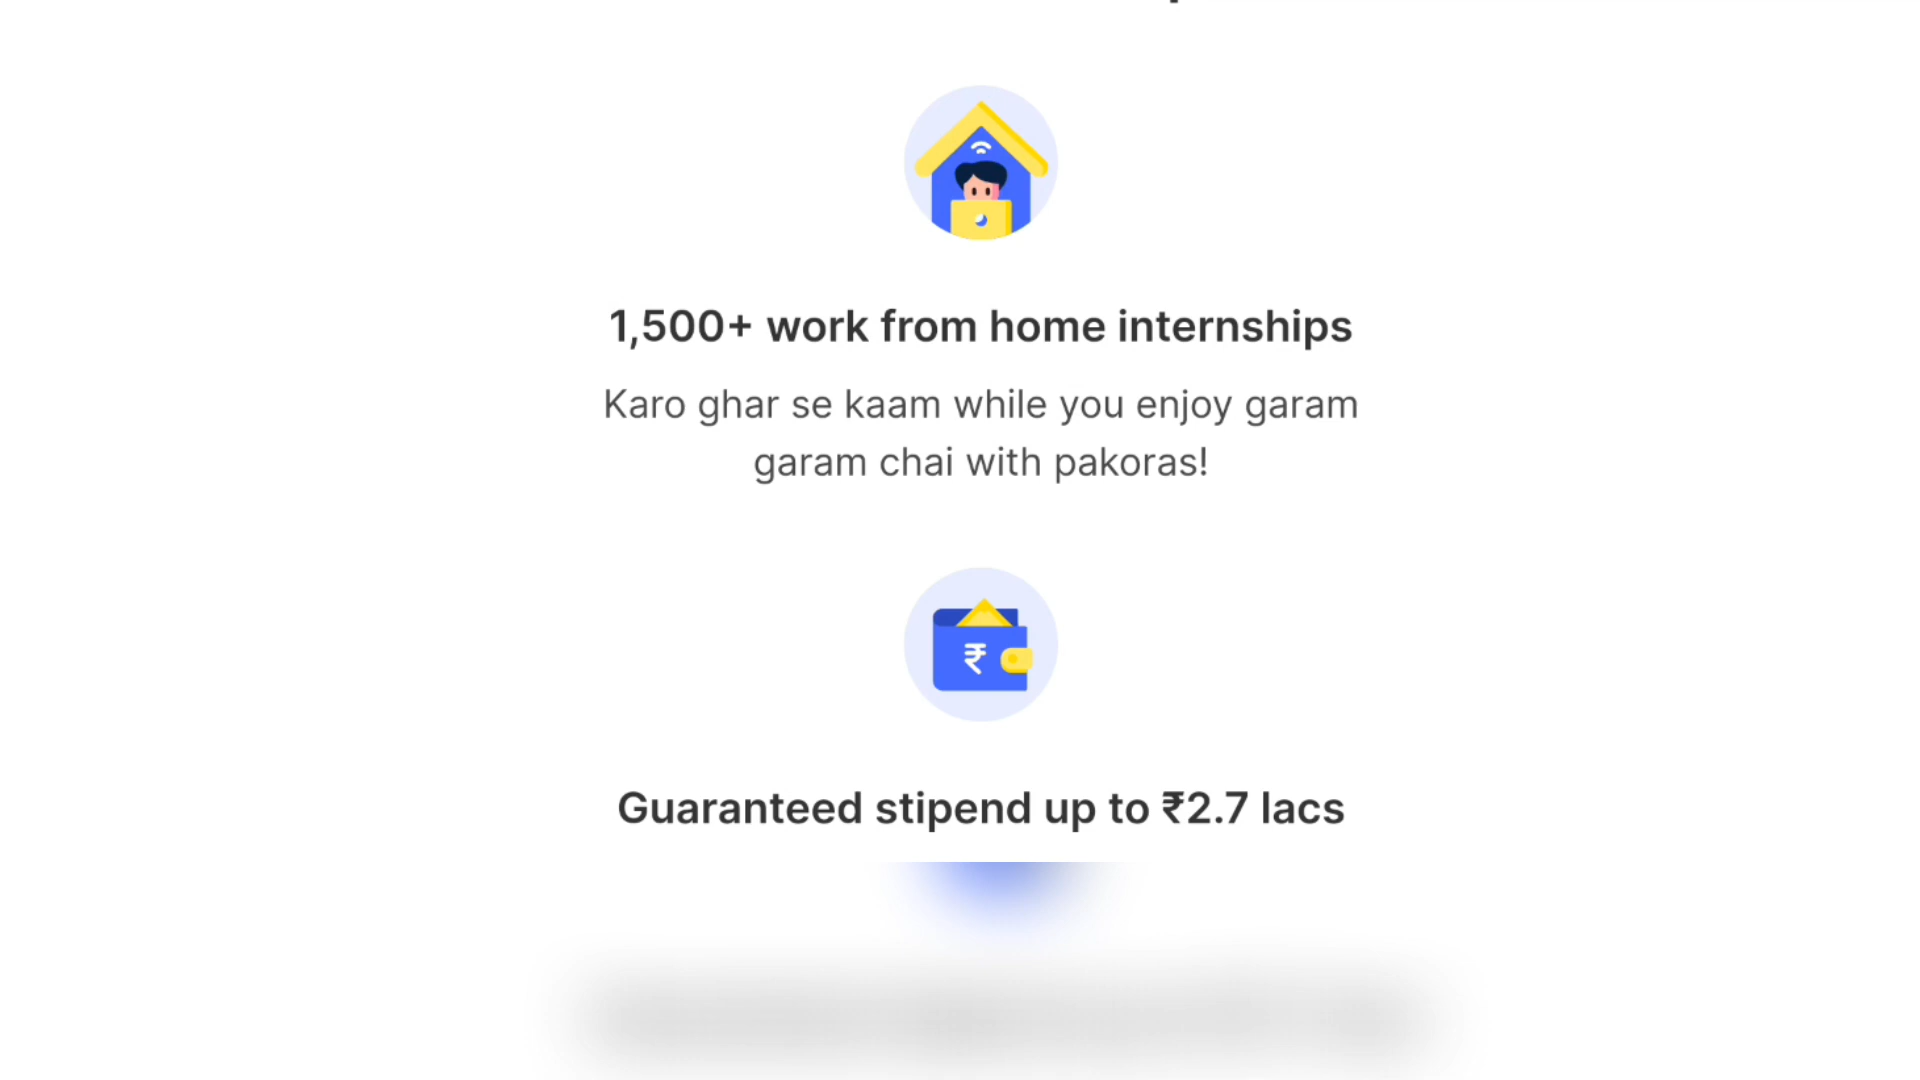 1,500+ work from home internships
Karo ghar se kaam while you enjoy garam
garam chai with pakoras!
₹
Guaranteed stipend up to ₹2.7 lacs